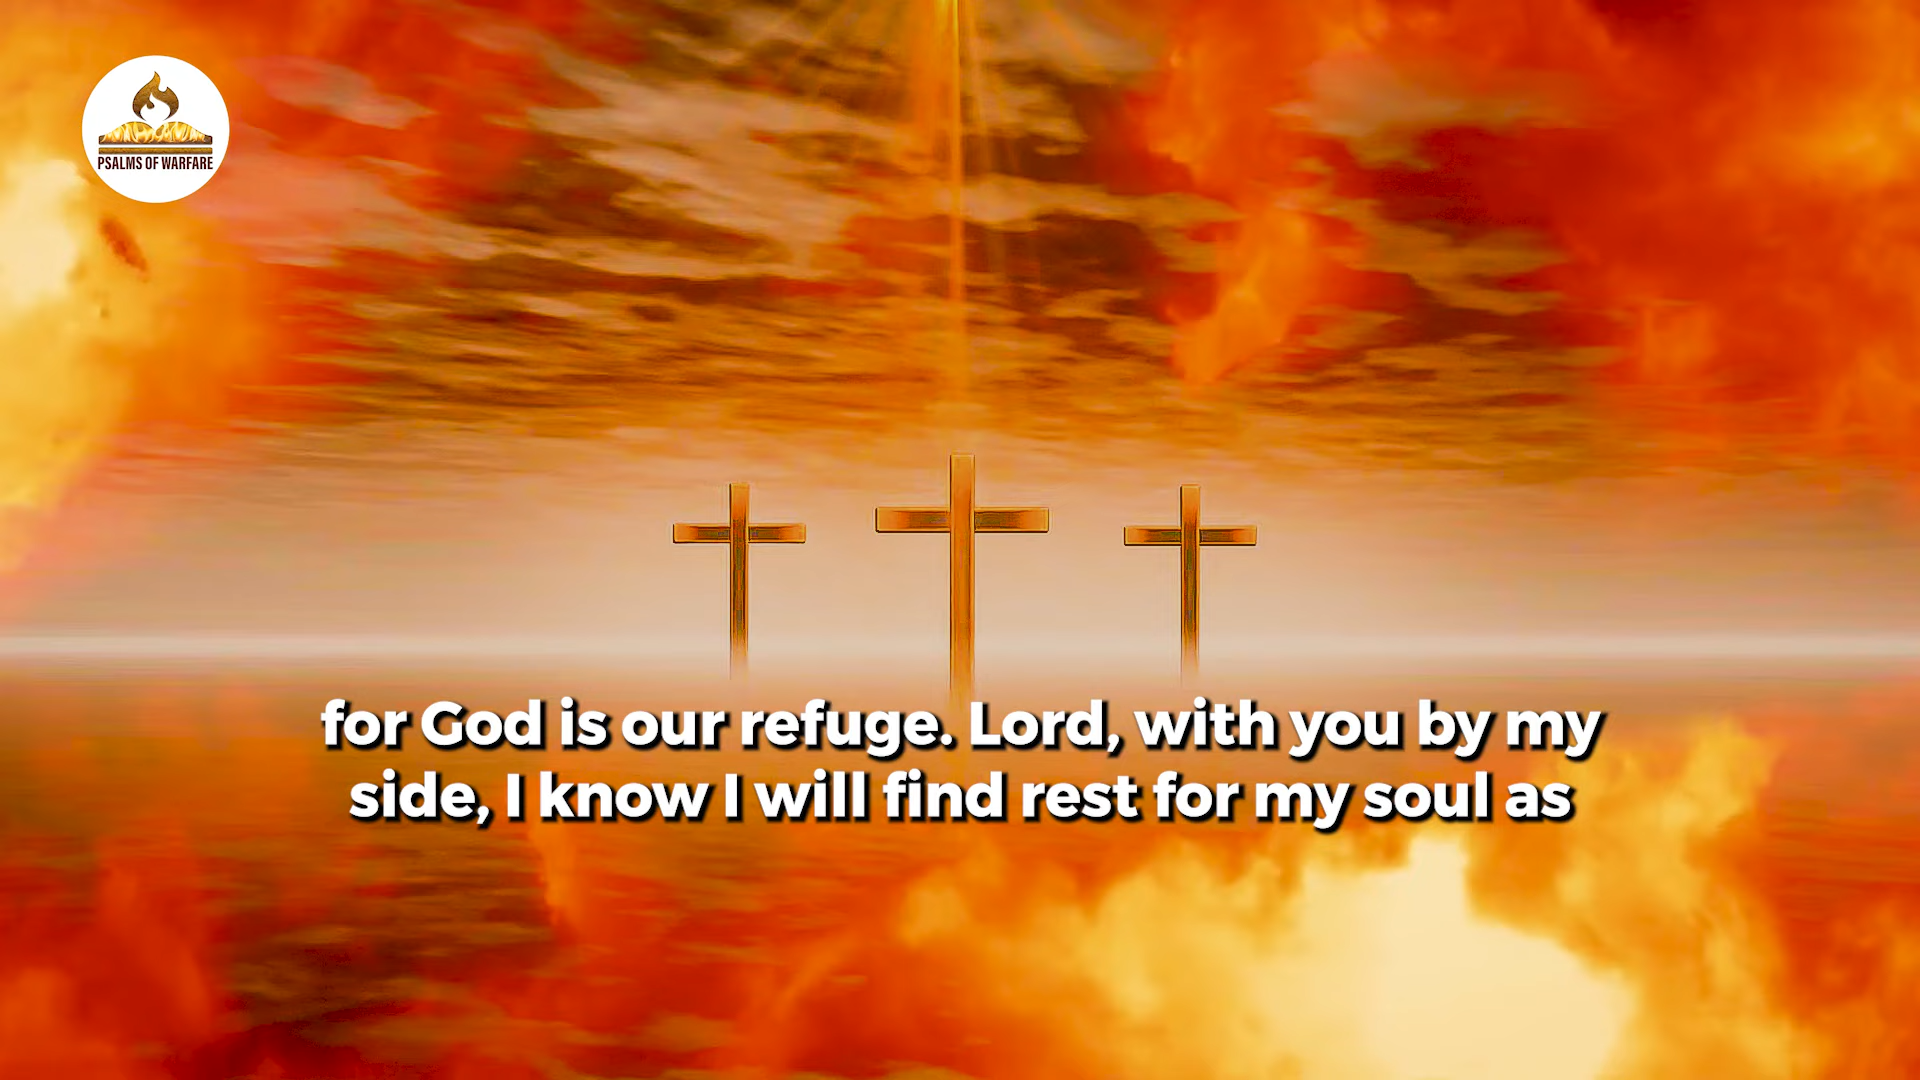 PSALMS OF WARFARE
for God is our refuge. Lord, with you by my
side, I know I will find rest for my soul as